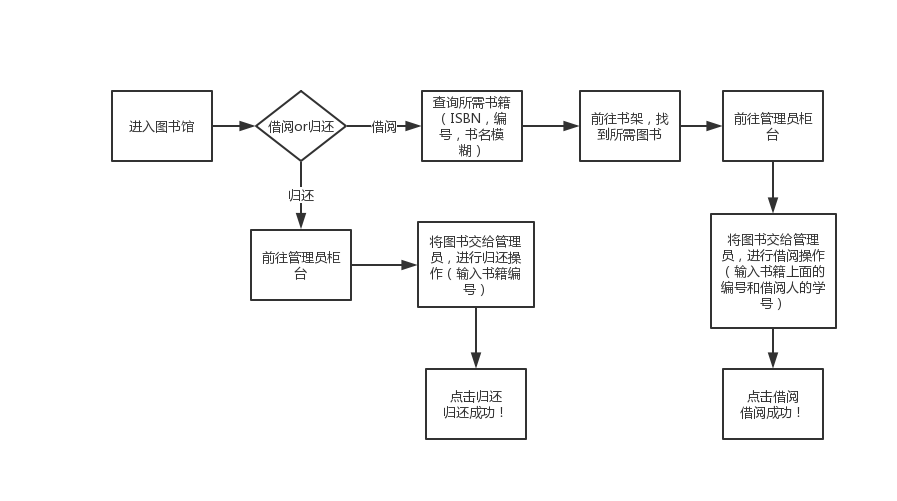 进入图书馆
借阅or归还
借阅
查询所需书籍
（ISBN，编
号，书名模
糊）
前往书架，找
到所需图书
前往管理员柜
台
归还
前往管理员柜
台
将图书交给管理
员，进行归还操
作（输入书籍编
号）
将图书交给管理
员，进行借阅操作
（输入书籍上面的
编号和借阅人的学
号）
点击归还
归还成功！
点击借阅
借阅成功！